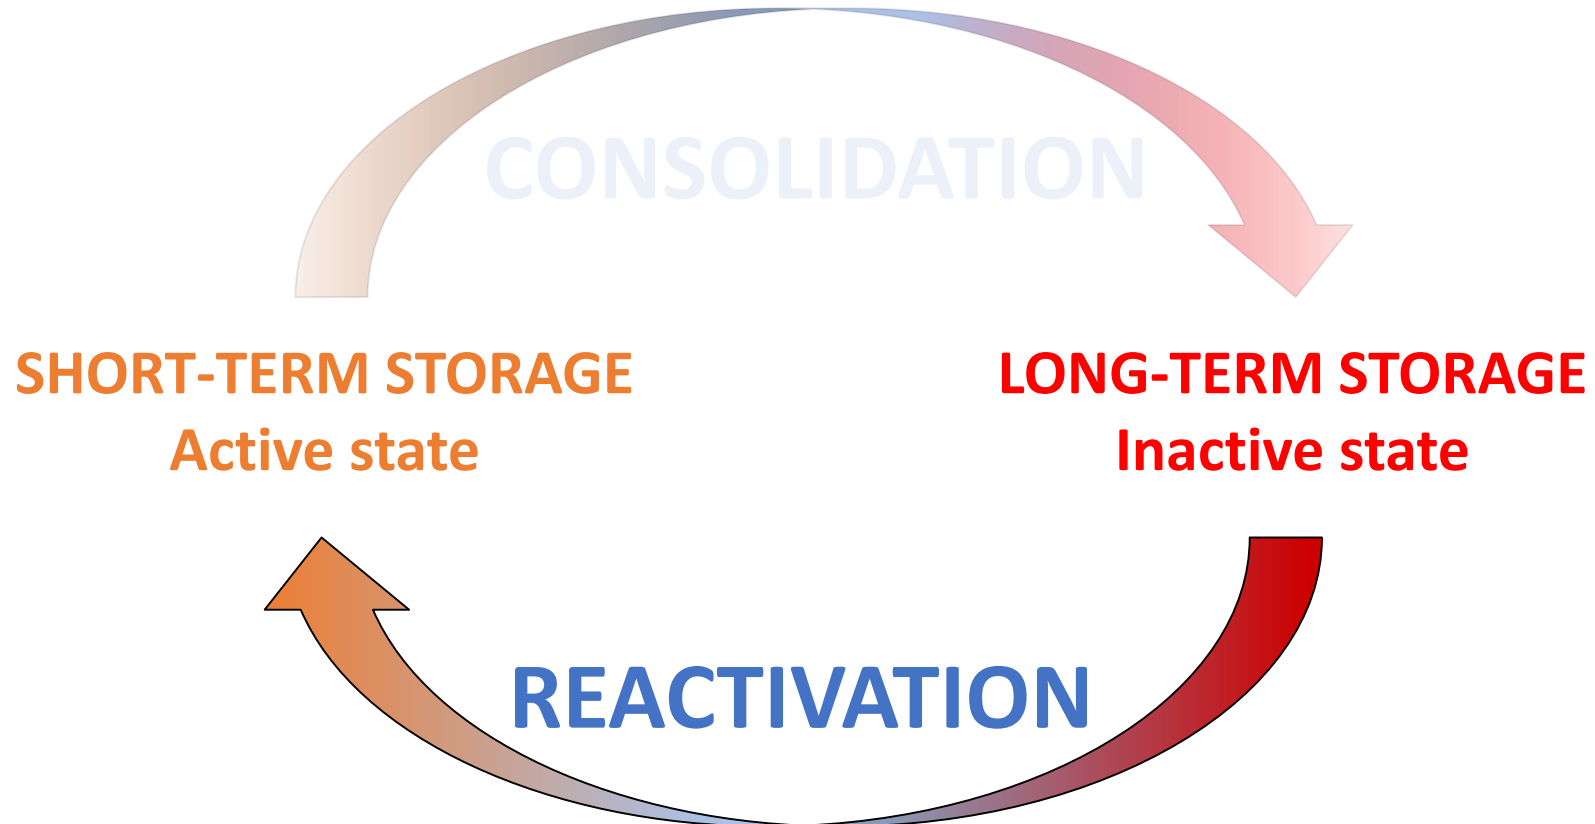 CONSOLIDATION
SHORT-TERM STORAGE
Active state
LONG-TERM STORAGE
Inactive state
REACTIVATION